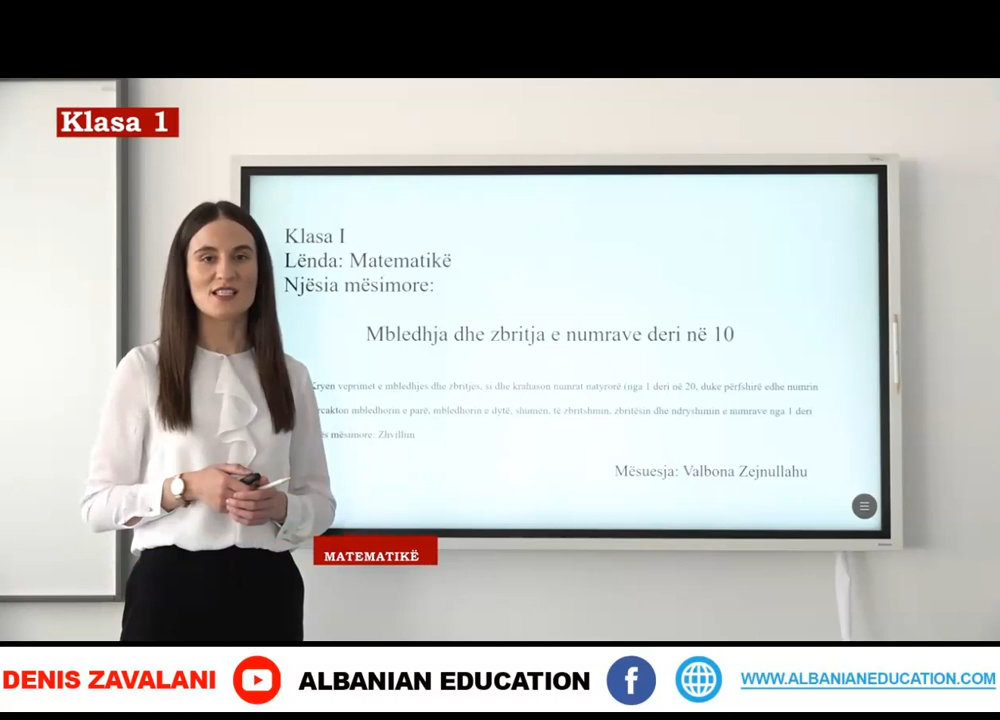 Klasa 1
Klasa I
Lënda: Matematikë
Njësia mësimore:
Mbledhja dhe zbritja e numrave deri në 10
Kryen veprimet e mbledhjes dhe zbritjes, si dhe krahason numrat natyrorë (nga 1 deri në 20, duke përfshirë edhe numrin
mbledhorin e parë, mbledhorin e dytë, shumën, të zbritshmin, zbritësin dhe ndryshimin e numrave nga 1 deri
mësimore: Zhvillim
Mësuesja: Valbona Zejnullahu
MATEMATIKË
DENIS ZAVALANI ALBANIAN EDUCATION f WWW.ALBANIANEDUCATION.COM